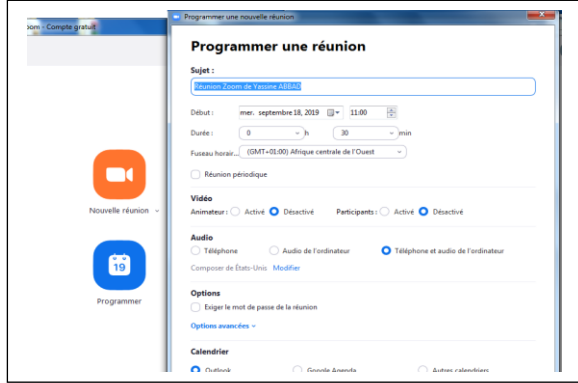 oom - Compte gratuit
Programmer une nouvelle réunion
Programmer une réunion
Sujet :
Réunion Zoom de Yassine ABBAD
Début : mer. septembre 18, 2019 11:00
Durée : 0 h 30 min
Fuseau horair... (GMT+01:00) Afrique centrale de l'Ouest
Réunion périodique
Vidéo
Animateur : Activé Désactivé Participants : Activé Désactivé
Audio
Téléphone Audio de l'ordinateur Téléphone et audio de l'ordinateur
Composer de États-Unis Modifier
Options
Exiger le mot de passe de la réunion
Options avancées
Calendrier
Outlook Google Agenda Autres calendriers
Nouvelle réunion
19
Programmer